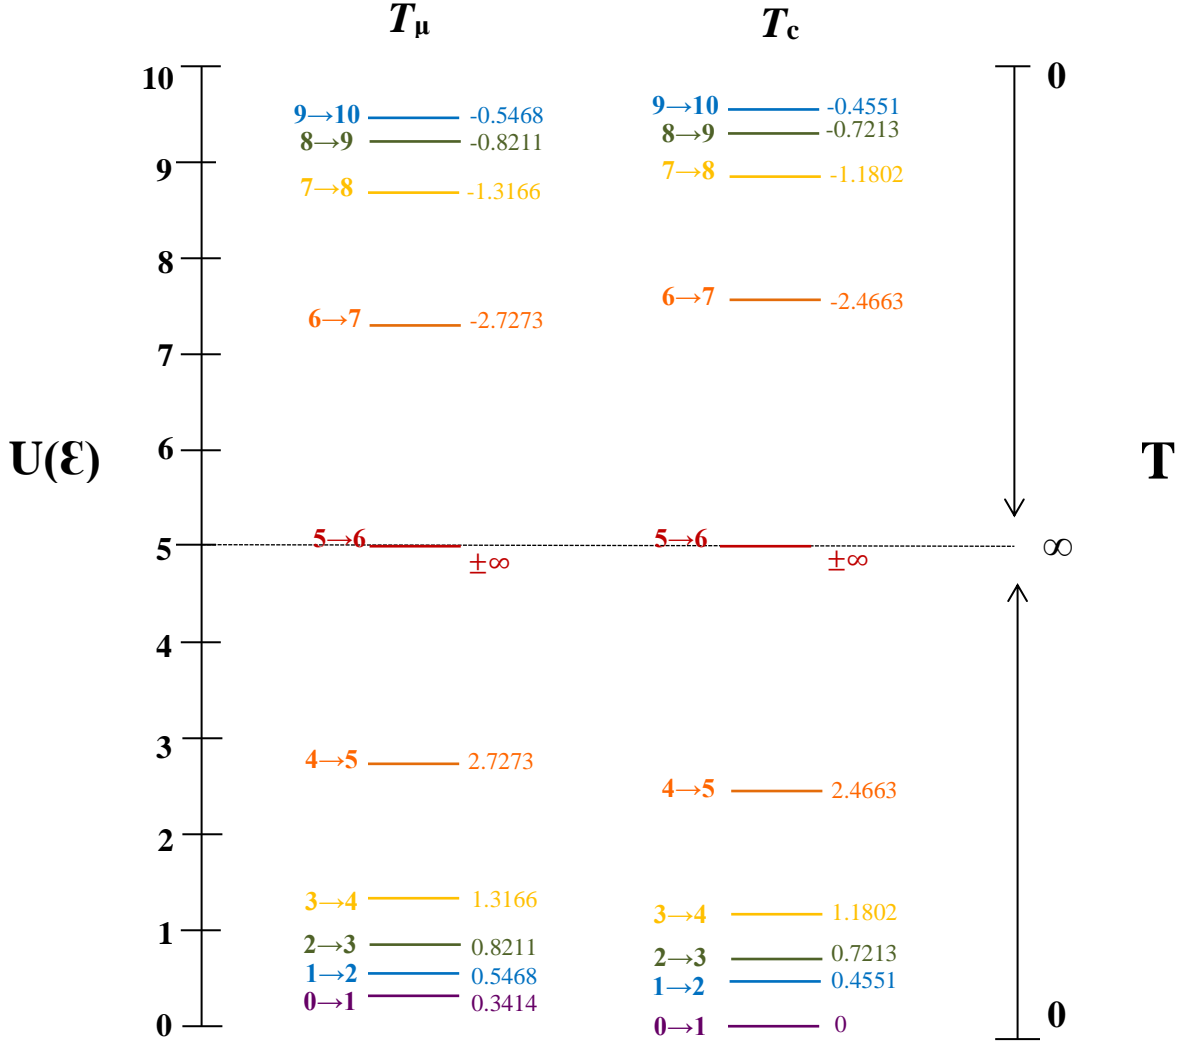 Tμ Tc
10 0
9→10 -0.5468 9→10 -0.4551
8→9 -0.8211 8→9 -0.7213
9
7→8 -1.3166 7→8 -1.1802
8
6→7 -2.7273 6→7 -2.4663
7
U(Ɛ) 6 T
5 5→6 ±∞ 5→6 ±∞ ∞
4
3
4→5 2.7273 4→5 2.4663
2
3→4 1.3166 3→4 1.1802
1
2→3 0.8211 2→3 0.7213
1→2 0.5468 1→2 0.4551
0→1 0.3414 0→1 0
0 0